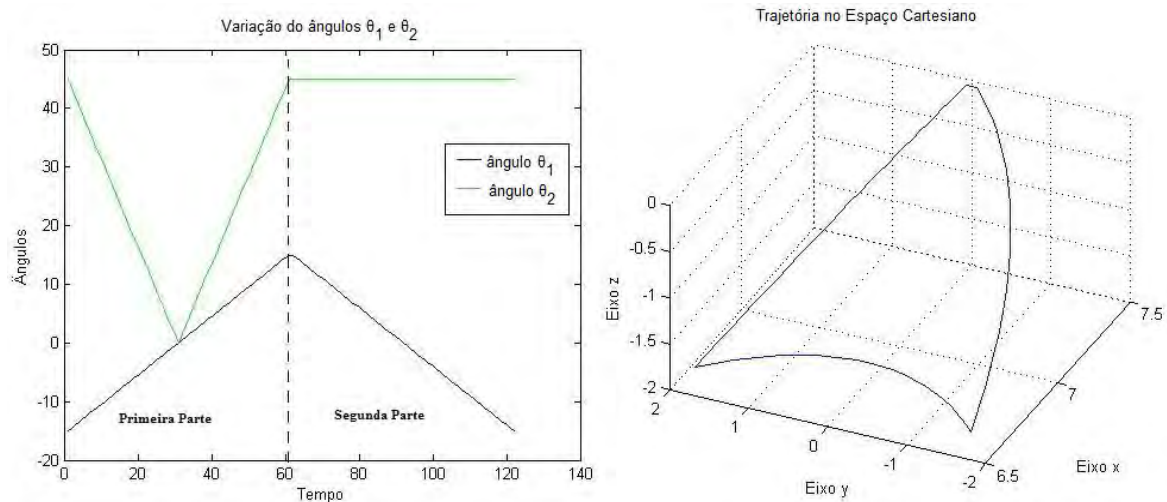 Variação do ângulos θ1 e θ2
50
40
30
20
10
0
-10
-20
0
20
40
60
80
100
120
140
Ângulos
Tempo
ângulo θ1
ângulo θ2
Primeira Parte
Segunda Parte
Trajetória no Espaço Cartesiano
0
-0.5
-1
-1.5
-2
Eixo z
2
1
0
-1
-2
Eixo y
6.5
7
7.5
Eixo x